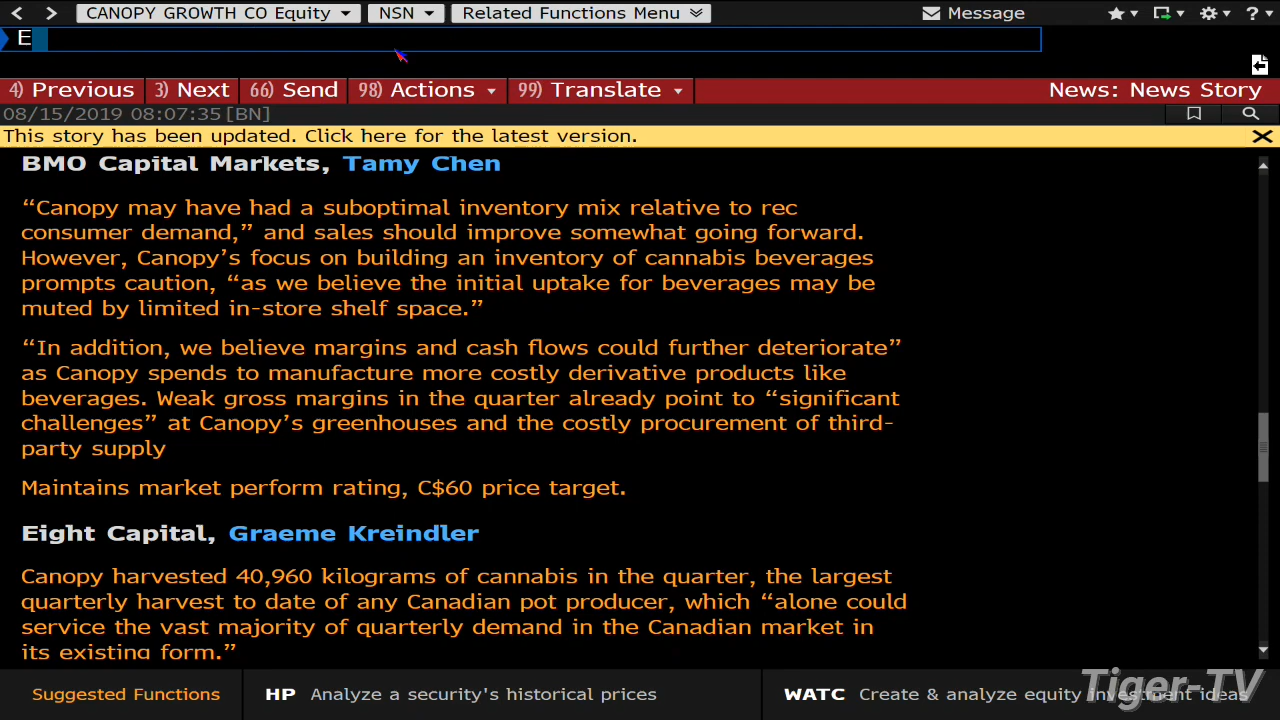 CANOPY GROWTH CO Equity NSN Related Functions Menu Message ?
E
4) Previous 3) Next 66) Send 98) Actions 99) Translate News: News Story
08/15/2019 08:07:35 [BN]
This story has been updated. Click here for the latest version.
BMO Capital Markets, Tamy Chen
“Canopy may have had a suboptimal inventory mix relative to rec
consumer demand,” and sales should improve somewhat going forward.
However, Canopy’s focus on building an inventory of cannabis beverages
prompts caution, “as we believe the initial uptake for beverages may be
muted by limited in-store shelf space.”
“In addition, we believe margins and cash flows could further deteriorate”
as Canopy spends to manufacture more costly derivative products like
beverages. Weak gross margins in the quarter already point to “significant
challenges” at Canopy’s greenhouses and the costly procurement of third-
party supply
Maintains market perform rating, C$60 price target.
Eight Capital, Graeme Kreindler
Canopy harvested 40,960 kilograms of cannabis in the quarter, the largest
quarterly harvest to date of any Canadian pot producer, which “alone could
service the vast majority of quarterly demand in the Canadian market in
its existing form.”
Suggested Functions HP Analyze a security's historical prices WATC Create & analyze equity investment ideas
Tiger-TV